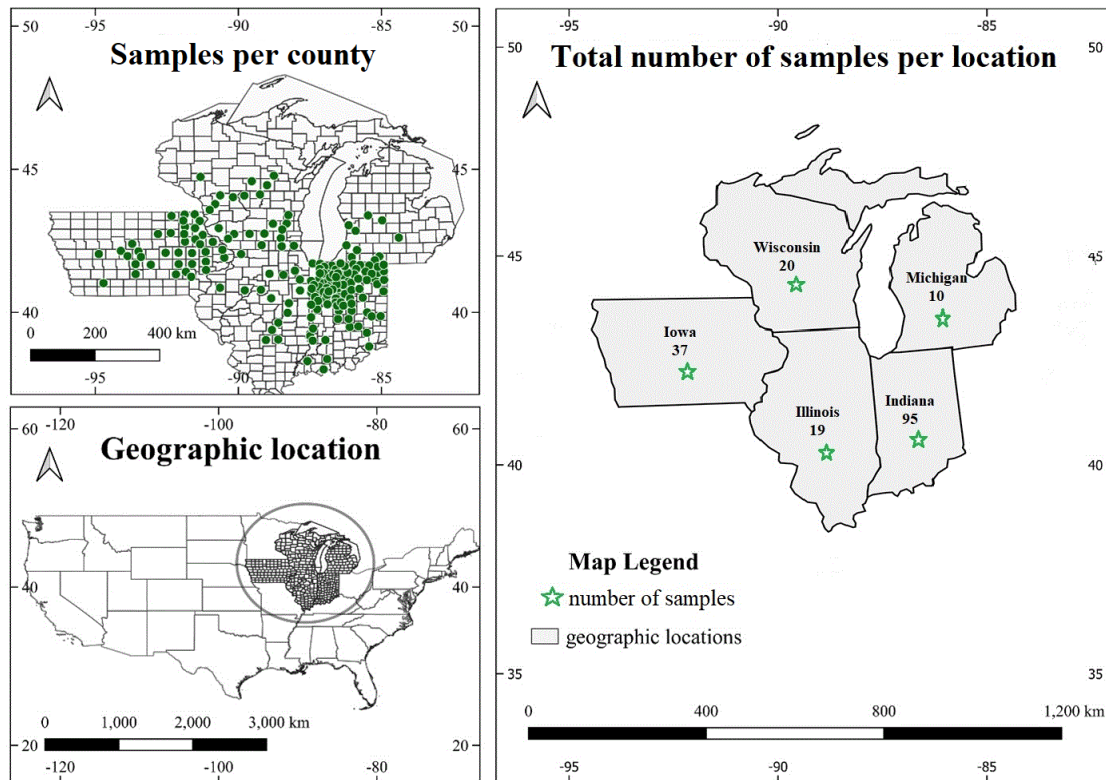 -95 -90 -85
50
Samples per county
45
40
0 200 400 km
-95 -90 -85
-120 -100 -80
60 60
Geographic location
40 40
0 1,000 2,000 3,000 km
20 20
-120 -100 -80
-95 -90 -85
50 50
Total number of samples per location
45 45
Wisconsin
20
Michigan
10
Iowa
37
Illinois
19
Indiana
95
40 40
Map Legend
number of samples
geographic locations
35 35
0 400 800 1,200 km
-95 -90 -85